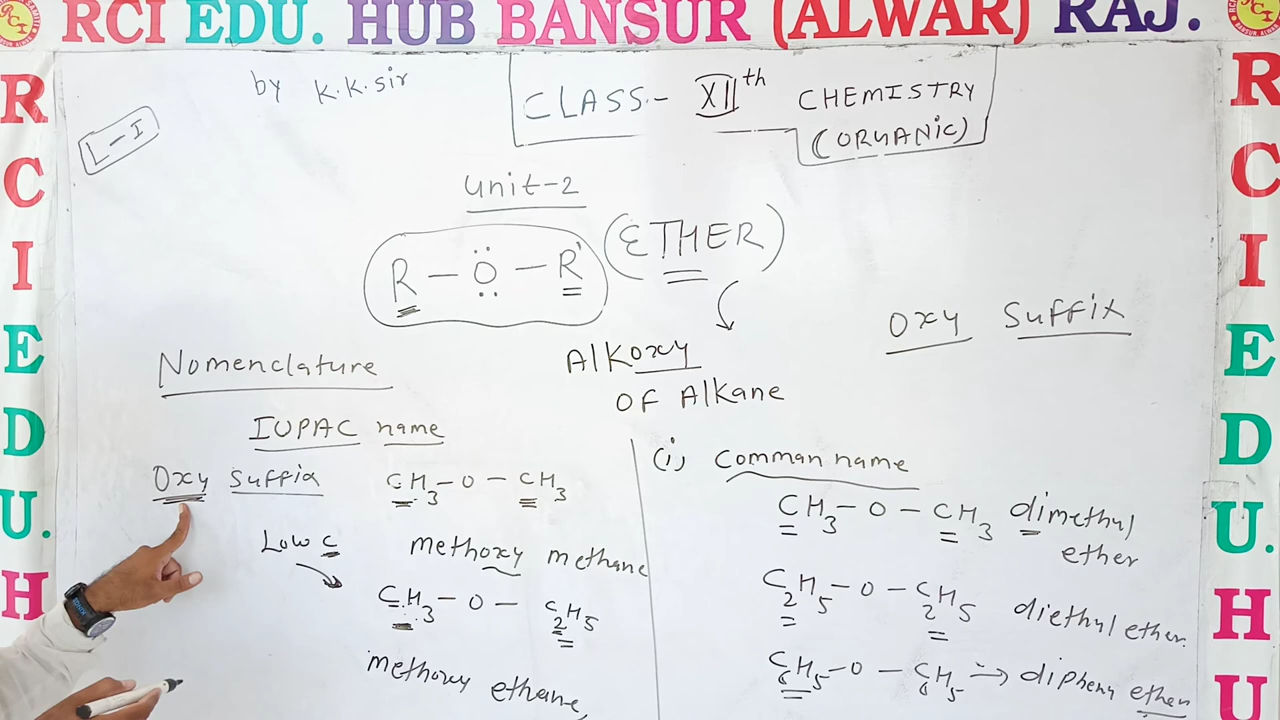 RCI EDU. HUB BANSUR (ALWAR) RAJ.
by K.K.sir
CLASS:- XIIth CHEMISTRY
(ORGANIC)
L-I
Unit-2
R - O - R' (ETHER)
Oxy Suffix
Alkoxy
OF Alkane
Nomenclature
IUPAC name
Oxy Suffix
CH3-O-CH3
Low C
methoxy methane
CH3-O-C2H5
methoxy ethane,
(i) Comman name
CH3-O-CH3 dimethyl
ether
C2H5-O-C2H5 diethyl ether.
C6H5-O-C6H5 → dipheny ether
R
C
I
E
D
U.
H
R
C
I
E
D
U.
H
U